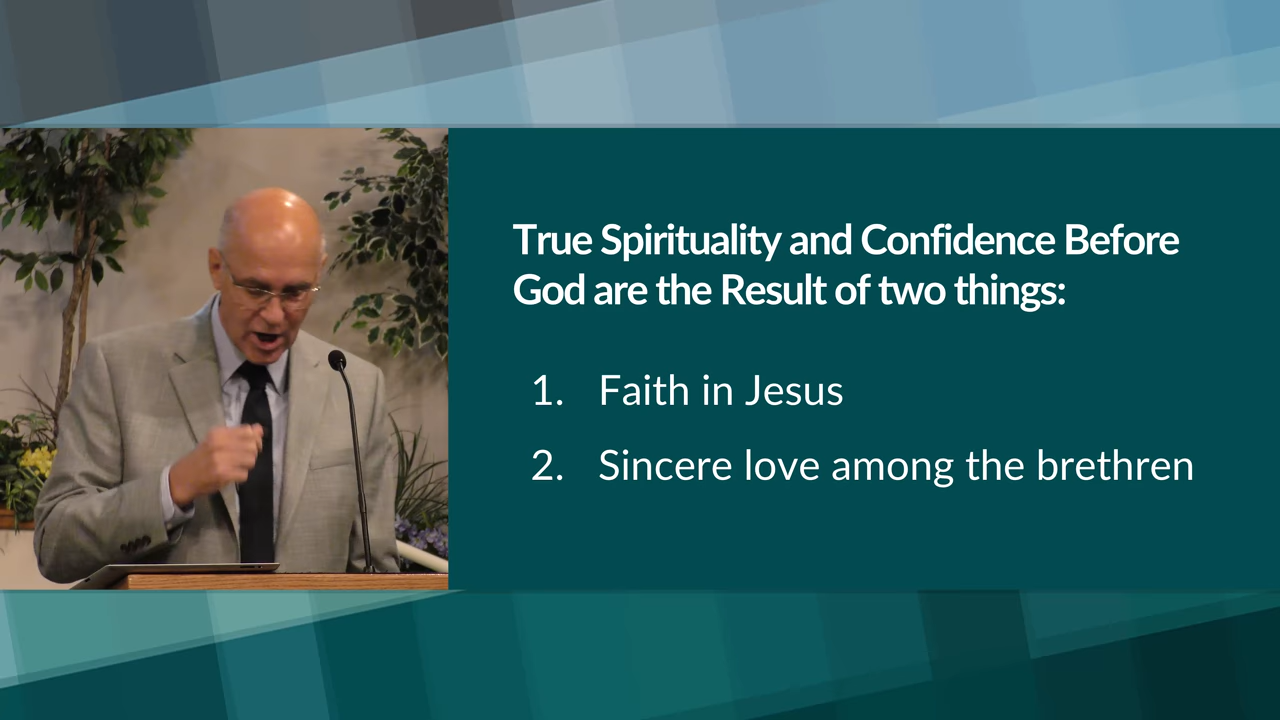 True Spirituality and Confidence Before
God are the Result of two things:
1. Faith in Jesus
2. Sincere love among the brethren